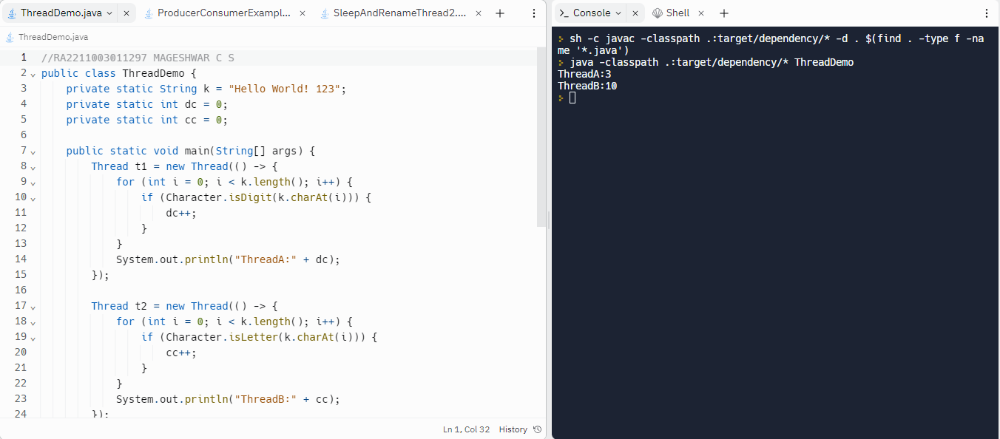 ThreadDemo.java
ProducerConsumerExampl...
SleepAndRenameThread2....
ThreadDemo.java
1 //RA2211003011297 MAGESHWAR C S
2 public class ThreadDemo {
3     private static String k = "Hello World! 123";
4     private static int dc = 0;
5     private static int cc = 0;
6
7     public static void main(String[] args) {
8         Thread t1 = new Thread(() -> {
9             for (int i = 0; i < k.length(); i++) {
10                 if (Character.isDigit(k.charAt(i))) {
11                     dc++;
12                 }
13             }
14             System.out.println("ThreadA:" + dc);
15         });
16
17         Thread t2 = new Thread(() -> {
18             for (int i = 0; i < k.length(); i++) {
19                 if (Character.isLetter(k.charAt(i))) {
20                     cc++;
21                 }
22             }
23             System.out.println("ThreadB:" + cc);
24         });
Ln 1, Col 32 History
Console
Shell
sh -c javac -classpath .:target/dependency/* -d . $(find . -type f -na
me '*.java')
java -classpath .:target/dependency/* ThreadDemo
ThreadA:3
ThreadB:10